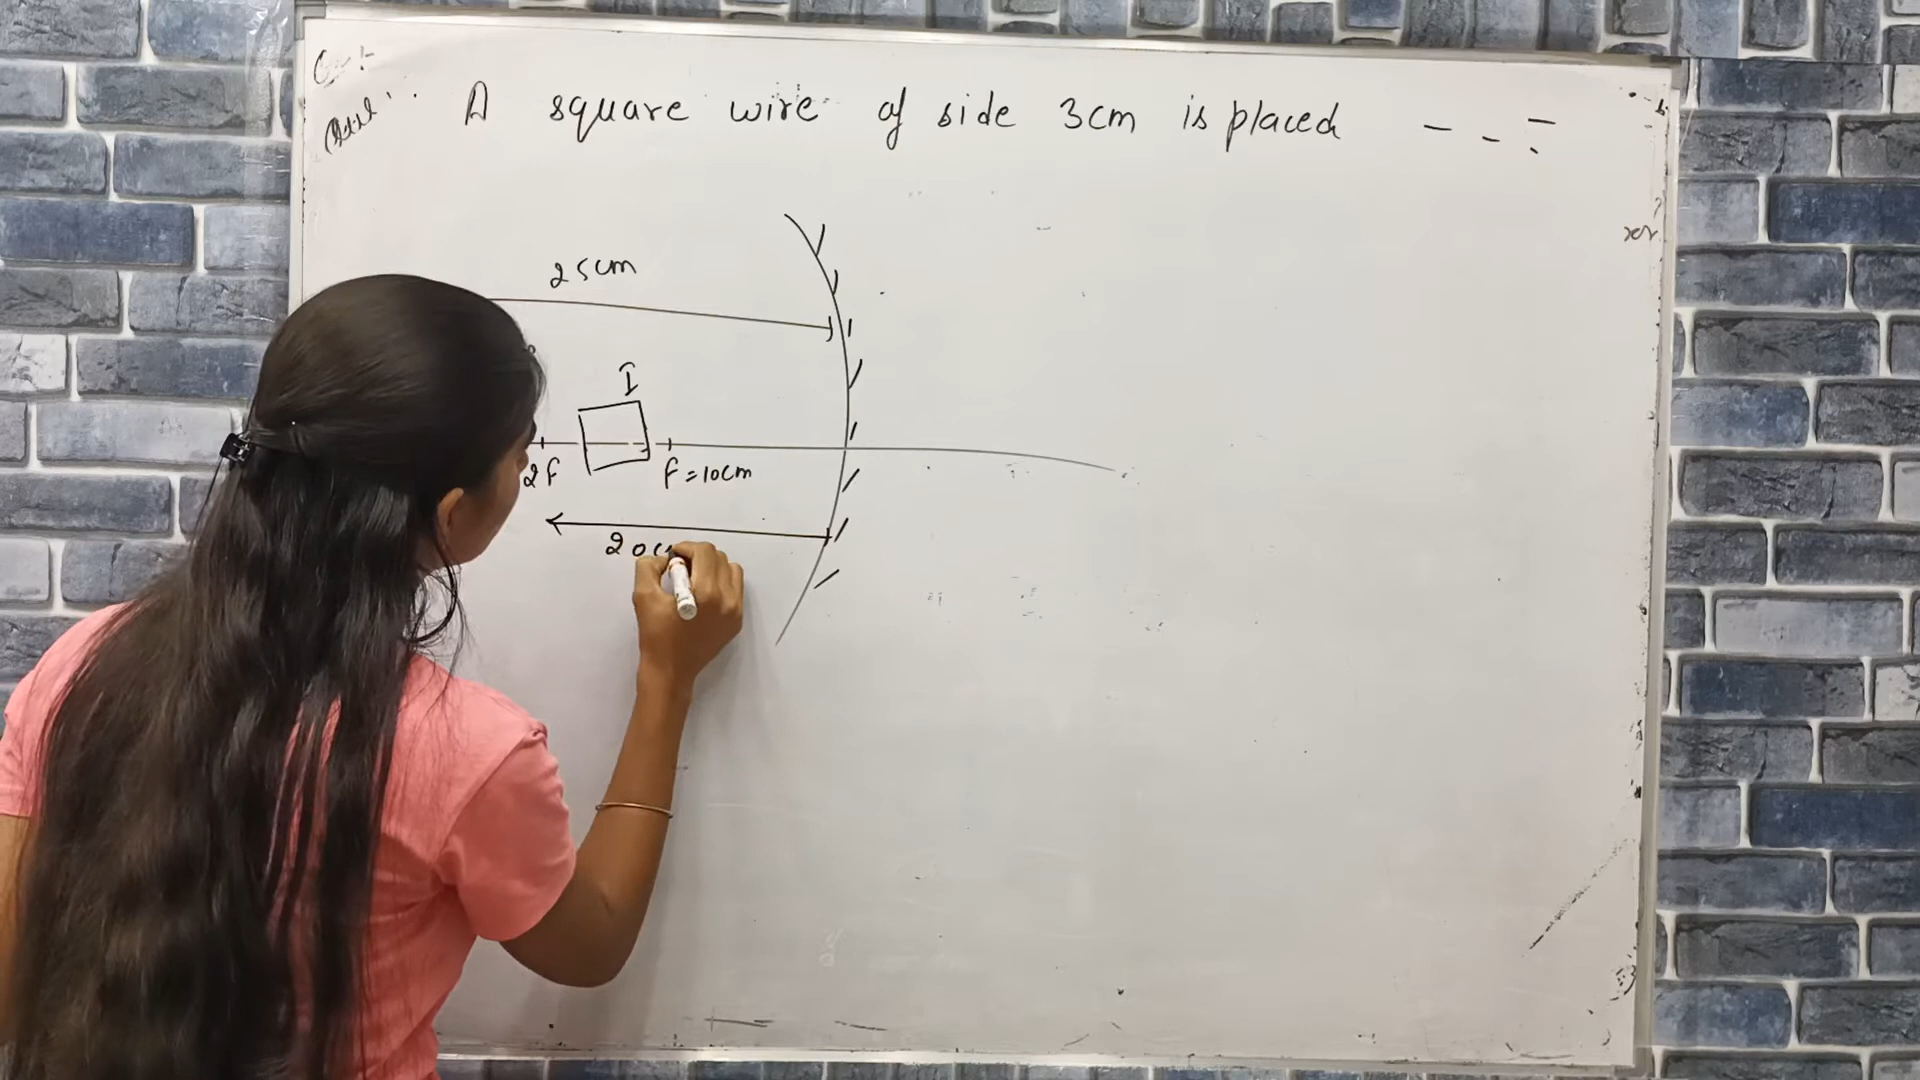 A square wire of side 3cm is placed - - -
25cm
I
2F
F=10cm
20c